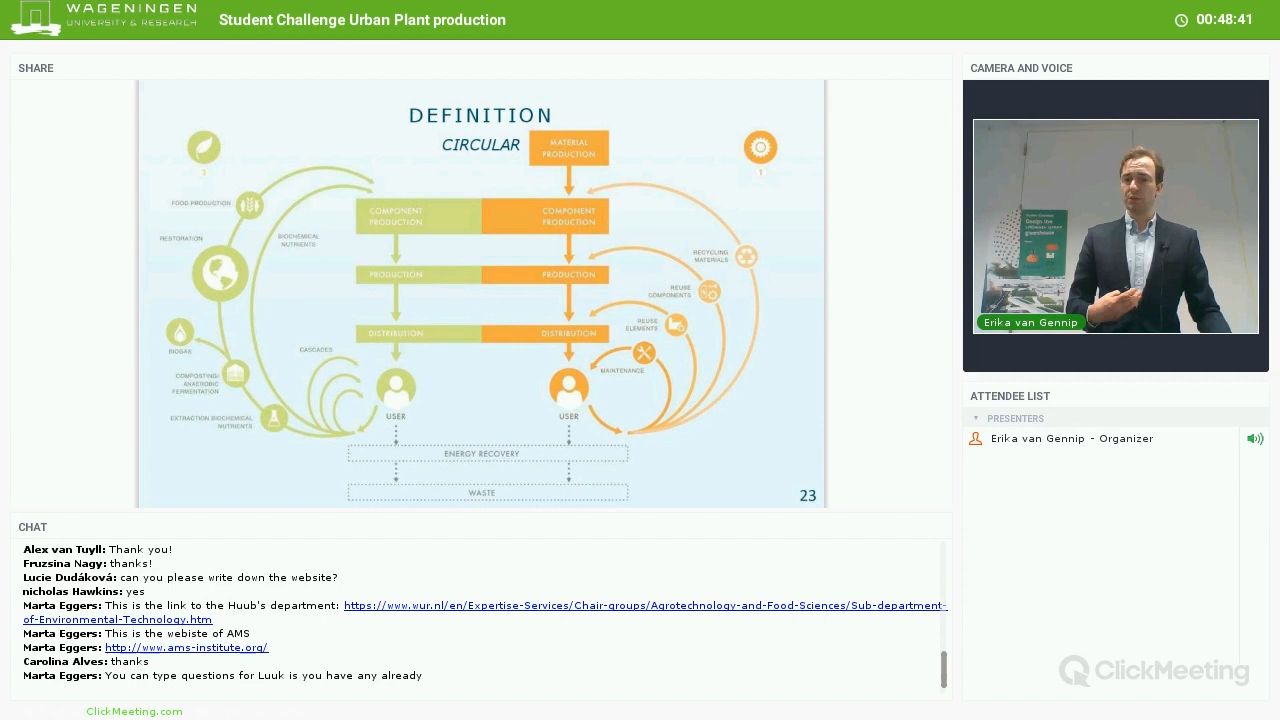 WAGENINGEN
UNIVERSITY & RESEARCH
Student Challenge Urban Plant production
00:48:41
SHARE
DEFINITION
CIRCULAR
MATERIAL
PRODUCTION
2
1
FOOD PRODUCTION
COMPONENT
PRODUCTION
COMPONENT
PRODUCTION
RESTORATION
BIOCHEMICAL
NUTRIENTS
RECYCLING
MATERIALS
PRODUCTION
PRODUCTION
REUSE
COMPONENTS
REUSE
ELEMENTS
DISTRIBUTION
DISTRIBUTION
BIOGAS
CASCADES
MAINTENANCE
COMPOSTING/
ANAEROBIC
FERMENTATION
EXTRACTION BIOCHEMICAL
NUTRIENTS
USER
USER
ENERGY RECOVERY
WASTE
23
CAMERA AND VOICE
Design the
greenhouse
Erika van Gennip
ATTENDEE LIST
PRESENTERS
Erika van Gennip - Organizer
CHAT
Alex van Tuyll: Thank you!
Fruzsina Nagy: thanks!
Lucie Dudáková: can you please write down the website?
nicholas Hawkins: yes
Marta Eggers: This is the link to the Huub's department: https://www.wur.nl/en/Expertise-Services/Chair-groups/Agrotechnology-and-Food-Sciences/Sub-department-
of-Environmental-Technology.htm
Marta Eggers: This is the webiste of AMS
Marta Eggers: http://www.ams-institute.org/
Carolina Alves: thanks
Marta Eggers: You can type questions for Luuk is you have any already
ClickMeeting
ClickMeeting.com